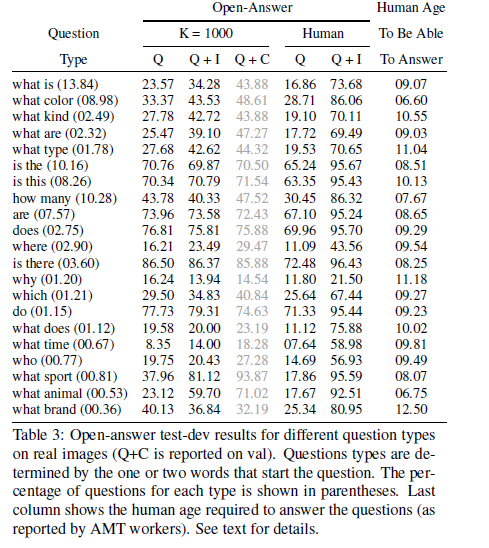 Open-Answer Human Age
Question K = 1000 Human To Be Able
Type Q Q + I Q + C Q Q + I To Answer
what is (13.84) 23.57 34.28 43.88 16.86 73.68 09.07
what color (08.98) 33.37 43.53 48.61 28.71 86.06 06.60
what kind (02.49) 27.78 42.72 43.88 19.10 70.11 10.55
what are (02.32) 25.47 39.10 47.27 17.72 69.49 09.03
what type (01.78) 27.68 42.62 44.32 19.53 70.65 11.04
is the (10.16) 70.76 69.87 70.50 65.24 95.67 08.51
is this (08.26) 70.34 70.79 71.54 63.35 95.43 10.13
how many (10.28) 43.78 40.33 47.52 30.45 86.32 07.67
are (07.57) 73.96 73.58 72.43 67.10 95.24 08.65
does (02.75) 76.81 75.81 75.88 69.96 95.70 09.29
where (02.90) 16.21 23.49 29.47 11.09 43.56 09.54
is there (03.60) 86.50 86.37 85.88 72.48 96.43 08.25
why (01.20) 16.24 13.94 14.54 11.80 21.50 11.18
which (01.21) 29.50 34.83 40.84 25.64 67.44 09.27
do (01.15) 77.73 79.31 74.63 71.33 95.44 09.23
what does (01.12) 19.58 20.00 23.19 11.12 75.88 10.02
what time (00.67) 8.35 14.00 18.28 07.64 58.98 09.81
who (00.77) 19.75 20.43 27.28 14.69 56.93 09.49
what sport (00.81) 37.96 81.12 93.87 17.86 95.59 08.07
what animal (00.53) 23.12 59.70 71.02 17.67 92.51 06.75
what brand (00.36) 40.13 36.84 32.19 25.34 80.95 12.50
Table 3: Open-answer test-dev results for different question types
on real images (Q+C is reported on val). Questions types are de-
termined by the one or two words that start the question. The per-
centage of questions for each type is shown in parentheses. Last
column shows the human age required to answer the questions (as
reported by AMT workers). See text for details.